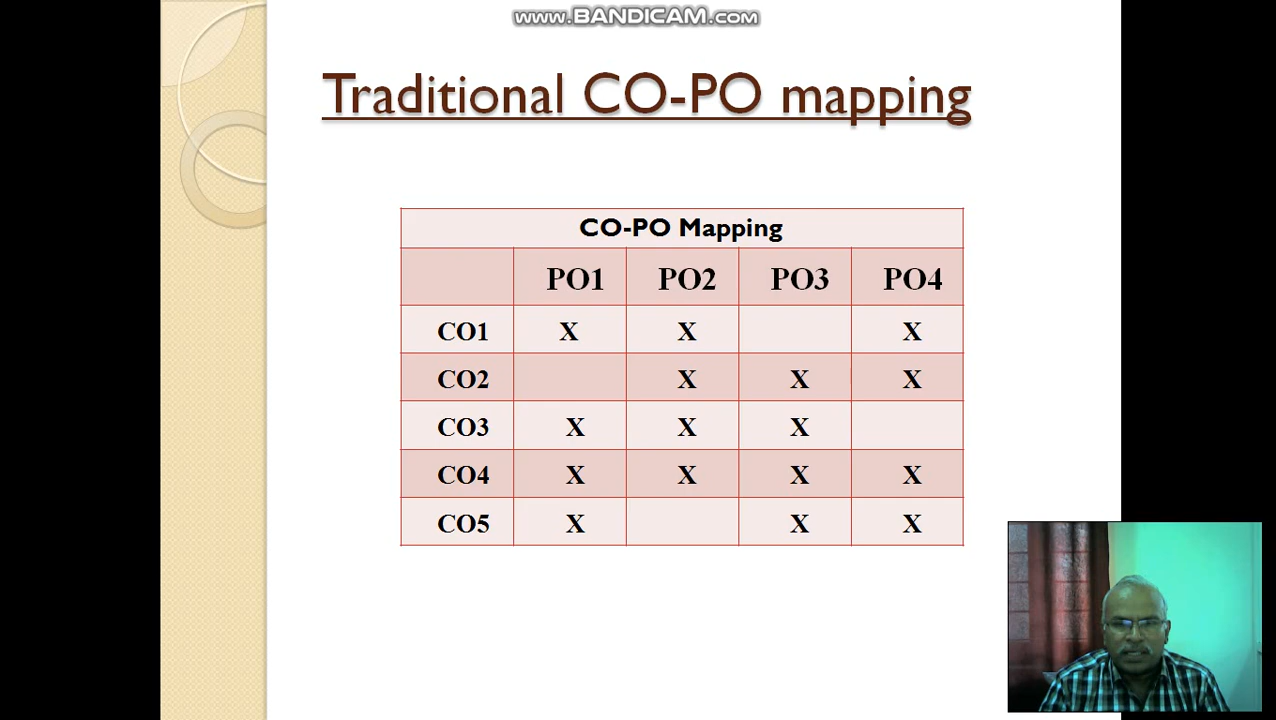 www.BANDICAM.com
Traditional CO-PO mapping
CO-PO Mapping
PO1 PO2 PO3 PO4
CO1 X X X
CO2 X X X
CO3 X X X
CO4 X X X X
CO5 X X X